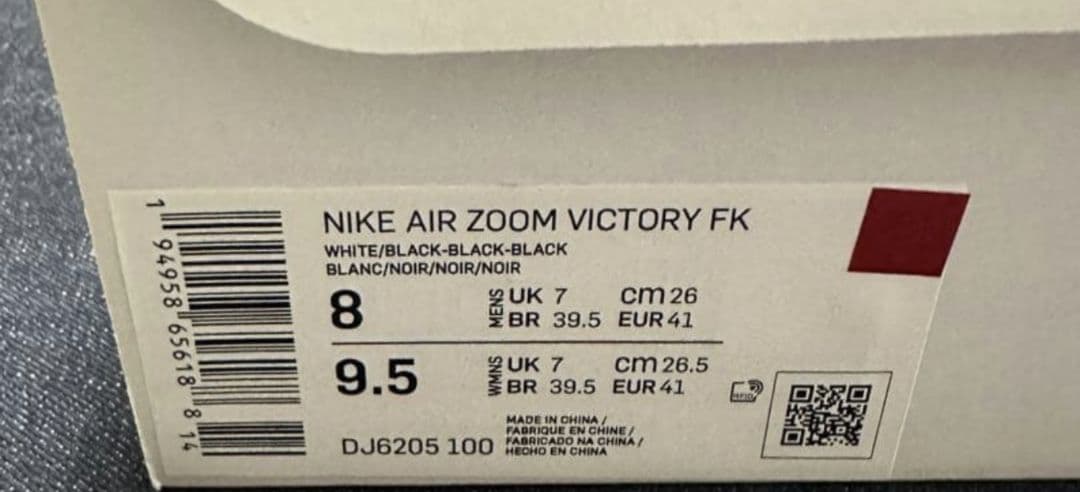 NIKE AIR ZOOM VICTORY FK
WHITE/BLACK-BLACK-BLACK
BLANC/NOIR/NOIR/NOIR
8 MENS UK 7 cm 26
BR 39.5 EUR 41
9.5 WMNS UK 7 cm 26.5
BR 39.5 EUR 41
MADE IN CHINA /
FABRIQUE EN CHINE /
FABRICADO NA CHINA /
HECHO EN CHINA
DJ6205 100
1 94958 65618 8 14
RFID